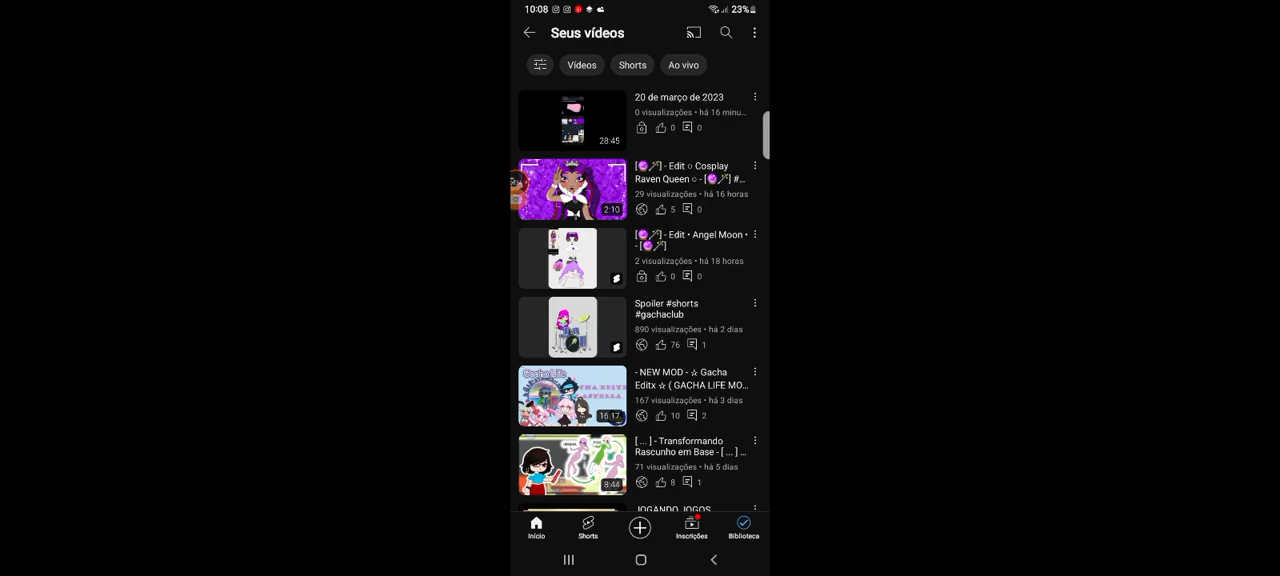 10:08
23%
Seus vídeos
Vídeos
Shorts
Ao vivo
28:45
20 de março de 2023
0 visualizações • há 16 minu...
0
0
2:10
[🔮🪄] - Edit ○ Cosplay
Raven Queen ○ - [🔮🪄] #...
29 visualizações • há 16 horas
5
0
[🔮🪄] - Edit • Angel Moon •
- [🔮🪄]
2 visualizações • há 18 horas
0
0
Spoiler #shorts
#gachaclub
890 visualizações • há 2 dias
76
1
16:17
- NEW MOD - ☆ Gacha
Editx ☆ ( GACHA LIFE MO...
167 visualizações • há 3 dias
10
2
8:44
[ ... ] - Transformando
Rascunho em Base - [ ... ] ...
71 visualizações • há 5 dias
8
1
JOGANDO JOGOS
Início
Shorts
Inscrições
Biblioteca